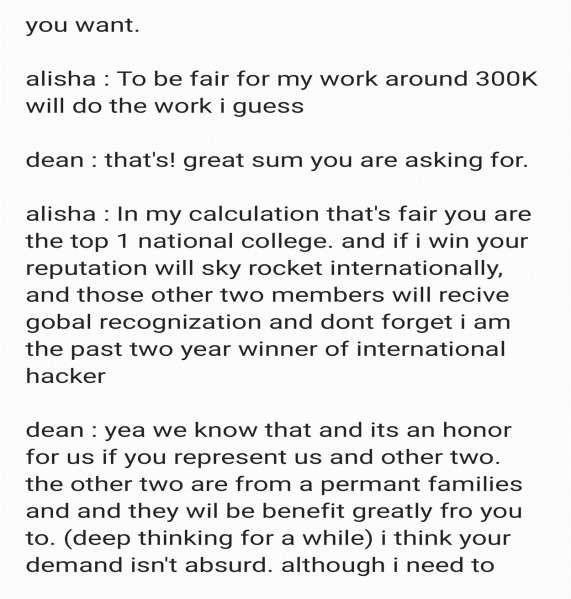 you want.
alisha : To be fair for my work around 300K
will do the work i guess
dean : that's! great sum you are asking for.
alisha : In my calculation that's fair you are
the top 1 national college. and if i win your
reputation will sky rocket internationally,
and those other two members will recive
gobal recognization and dont forget i am
the past two year winner of international
hacker
dean : yea we know that and its an honor
for us if you represent us and other two.
the other two are from a permant families
and and they wil be benefit greatly fro you
to. (deep thinking for a while) i think your
demand isn't absurd. although i need to